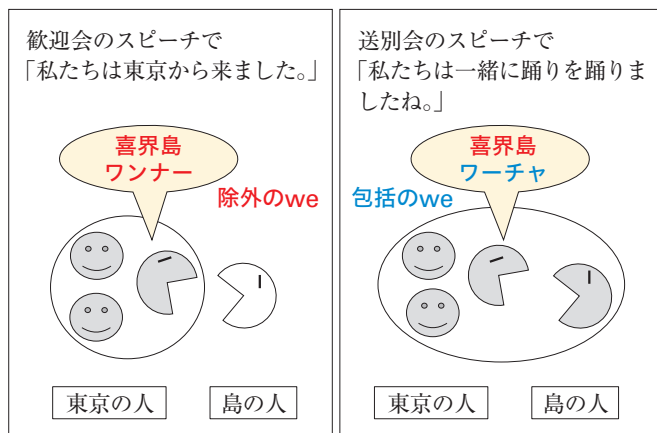 歓迎会のスピーチで
「私たちは東京から来ました。」
喜界島
ワンナー
除外のwe
東京の人
島の人
送別会のスピーチで
「私たちは一緒に踊りを踊りま
したね。」
喜界島
ワーチャ
包括のwe
東京の人
島の人